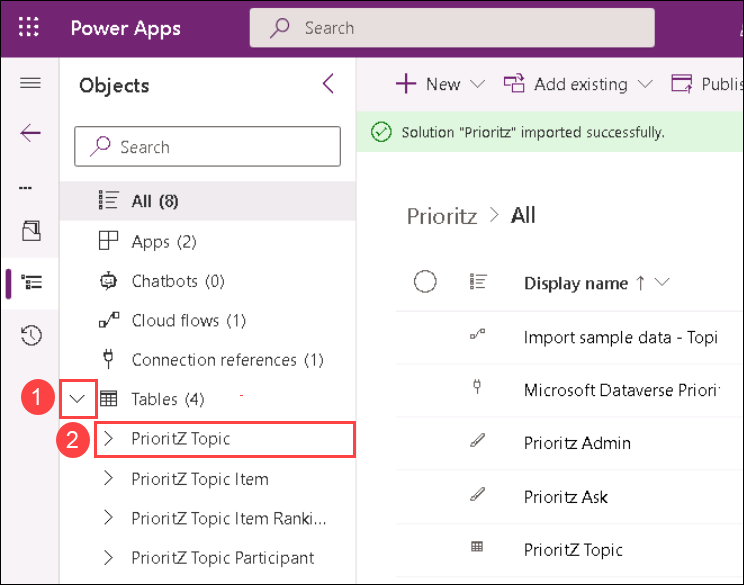 Power Apps
Search
Objects
New
Add existing
Publis
Search
Solution "Prioritz" imported successfully.
All (8)
Prioritz > All
Apps (2)
Chatbots (0)
Display name ↑
Cloud flows (1)
Import sample data - Topi
Connection references (1)
Microsoft Dataverse Priori
1
Tables (4)
2
PrioritZ Topic
Prioritz Admin
PrioritZ Topic Item
Prioritz Ask
PrioritZ Topic Item Ranki...
PrioritZ Topic
PrioritZ Topic Participant